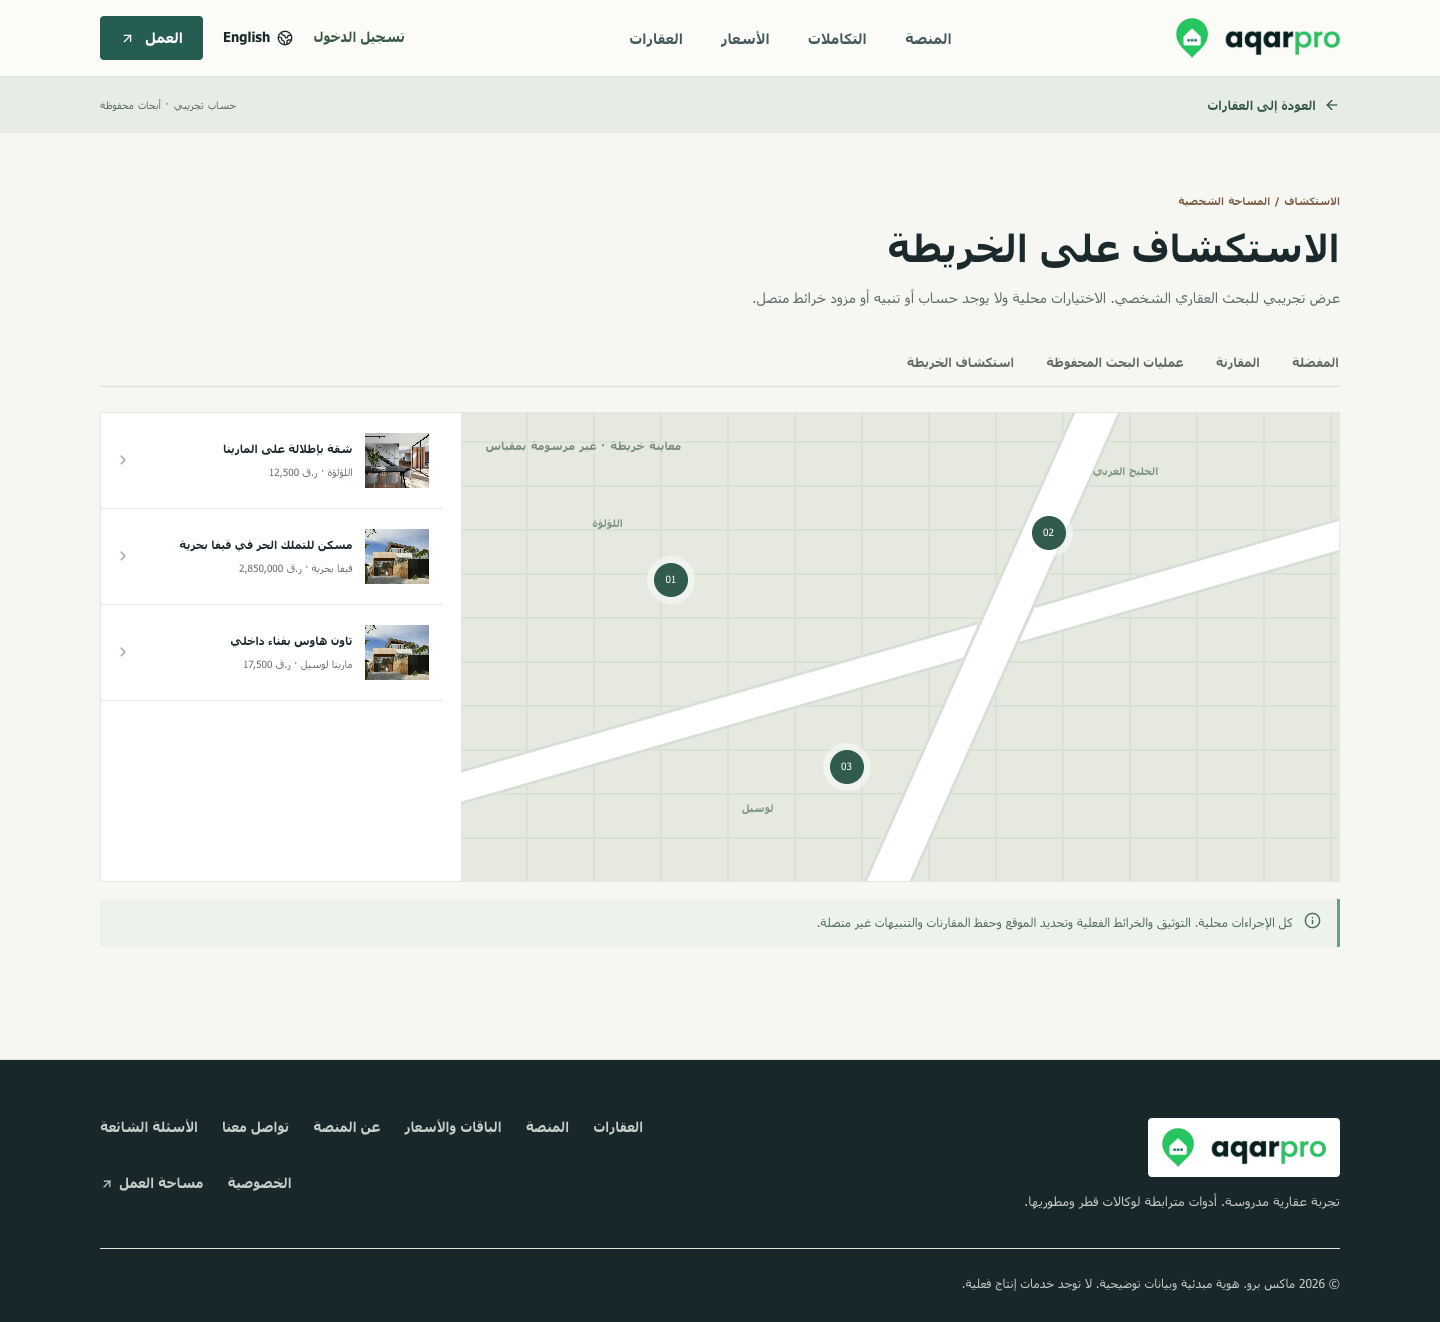 aqarpro
المنصة
التكاملات
الأسعار
العقارات
تسجيل الدخول
English
العمل
العودة إلى العقارات
حساب تجريبي · أبحاث محفوظة
الاستكشاف / المساحة الشخصية
الاستكشاف على الخريطة
عرض تجريبي للبحث العقاري الشخصي. الاختيارات محلية ولا يوجد حساب أو تنبيه أو مزود خرائط متصل.
المفضلة
المقارنة
عمليات البحث المحفوظة
استكشاف الخريطة
معاينة خريطة · غير مرسومة بمقياس
الخليج الغربي
اللؤلؤة
02
01
03
لوسيل
شقة بإطلالة على المارينا
اللؤلؤة · ر.ق 12,500
مسكن للتملك الحر في فيفا بحرية
فيفا بحرية · ر.ق 2,850,000
تاون هاوس بفناء داخلي
مارينا لوسيل · ر.ق 17,500
كل الإجراءات محلية. التوثيق والخرائط الفعلية وتحديد الموقع وحفظ المقارنات والتنبيهات غير متصلة.
aqarpro
تجربة عقارية مدروسة. أدوات مترابطة لوكالات قطر ومطوريها.
العقارات
المنصة
الباقات والأسعار
عن المنصة
تواصل معنا
الأسئلة الشائعة
الخصوصية
مساحة العمل
© 2026 ماكس برو. هوية مبدئية وبيانات توضيحية. لا توجد خدمات إنتاج فعلية.